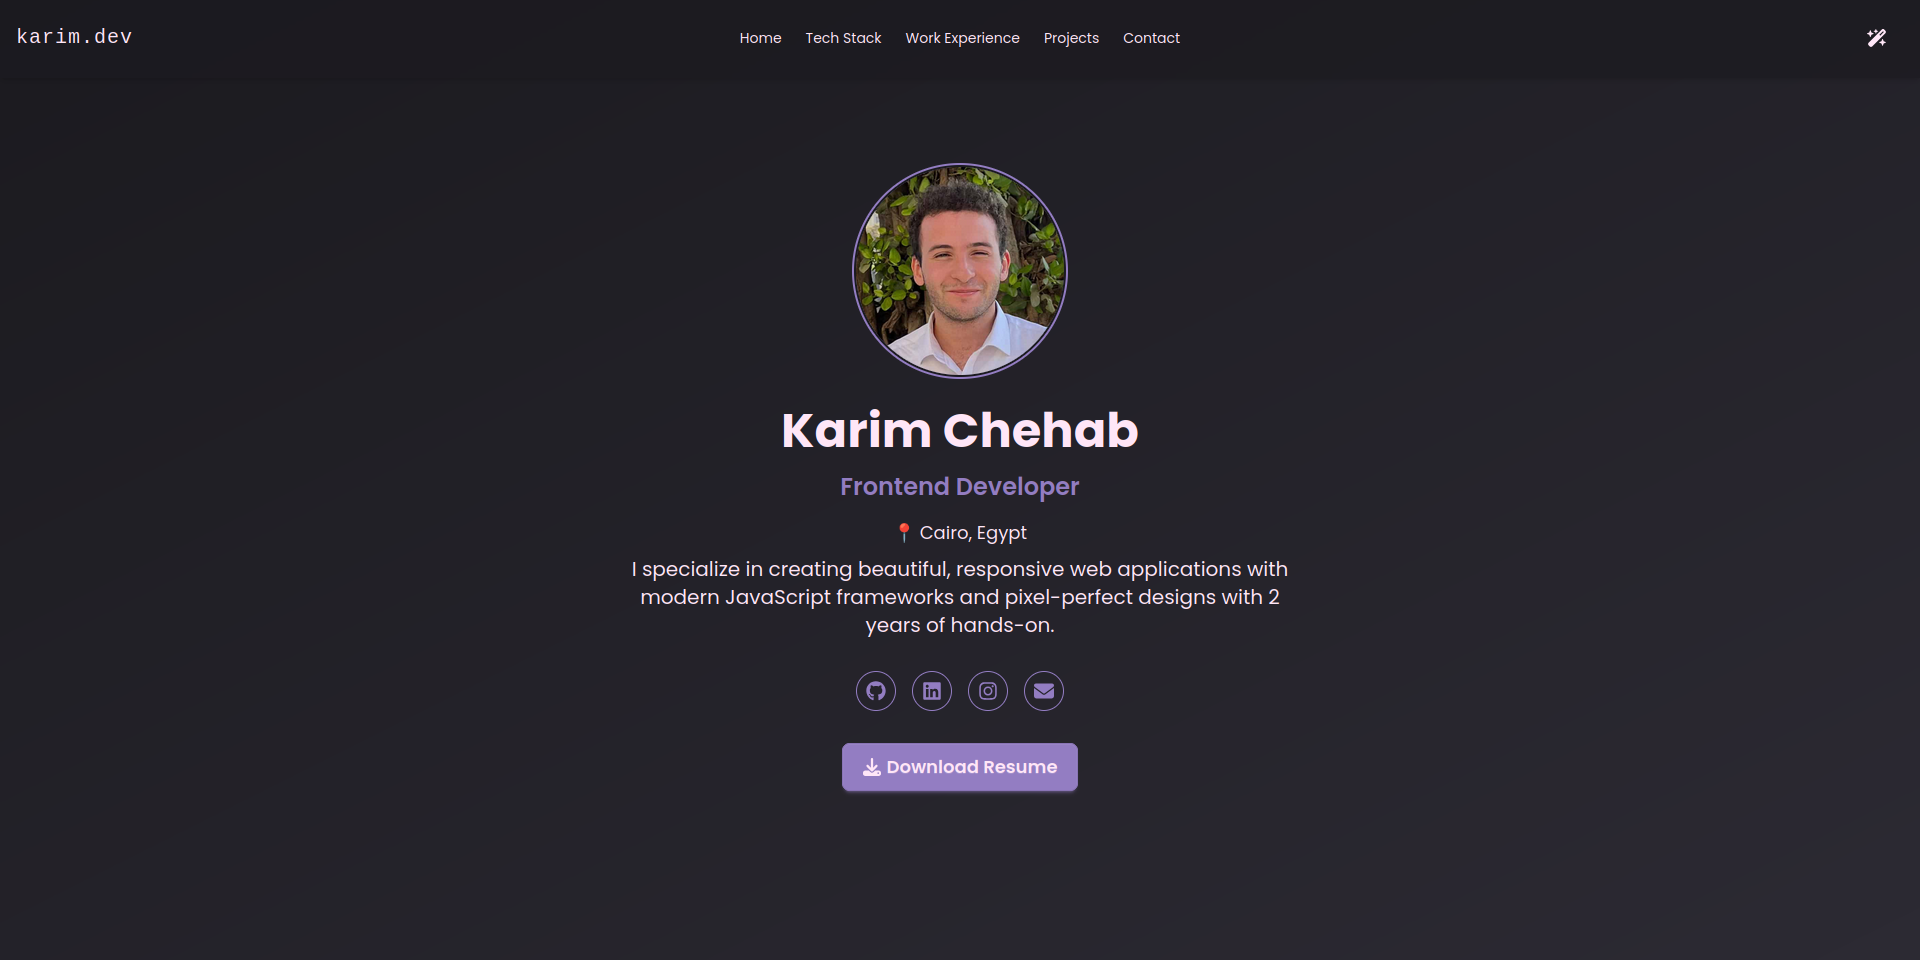 karim.dev
Home Tech Stack Work Experience Projects Contact
Karim Chehab
Frontend Developer
📍 Cairo, Egypt
I specialize in creating beautiful, responsive web applications with
modern JavaScript frameworks and pixel-perfect designs with 2
years of hands-on.
Download Resume